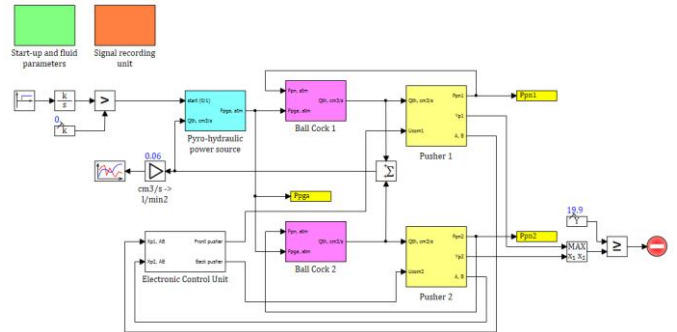 Start-up and fluid
parameters
Signal recording
unit
k
s
>
0
k
start (0/1)
Qth, cm3/s
Ppga, atm
Pyro-hydraulic
power source
Ppn, atm
Ppga, atm
Qth, cm3/s
Ball Cock 1
Qth, cm3/s
Ucom1
Ppn1
Yp1
A, B
Pusher 1
Ppn1
0.06
cm3/s ->
l/min2
Σ
Ppga
Xp1, AB
Xp2, AB
Front pusher
Back pusher
Electronic Control Unit
Ppn, atm
Ppga, atm
Qth, cm3/s
Ball Cock 2
Qth, cm3/s
Ucom2
Ppn2
Yp2
A, B
Pusher 2
Ppn2
19.9
Y
MAX
x₁ x₂
≥